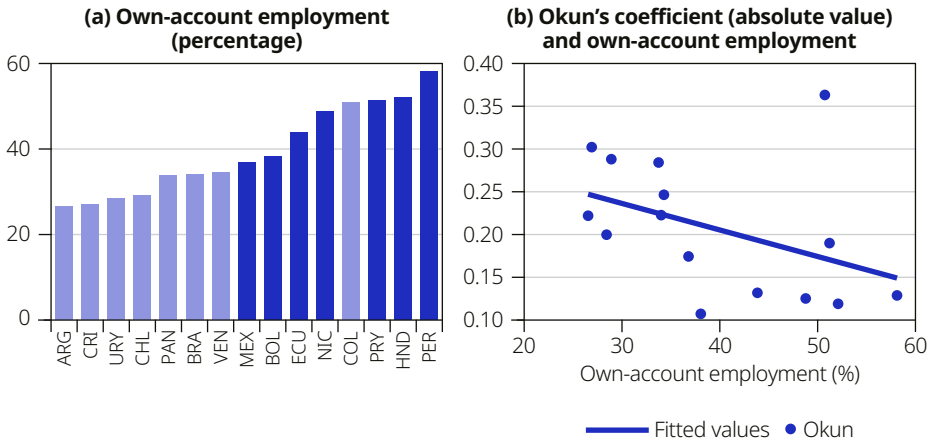 (a) Own-account employment
(percentage)
60
40
20
0
ARG
CRI
URY
CHL
PAN
BRA
VEN
MEX
BOL
ECU
NIC
COL
PRY
HND
PER
(b) Okun's coefficient (absolute value)
and own-account employment
0.40
0.35
0.30
0.25
0.20
0.15
0.10
20 30 40 50 60
Own-account employment (%)
Fitted values Okun